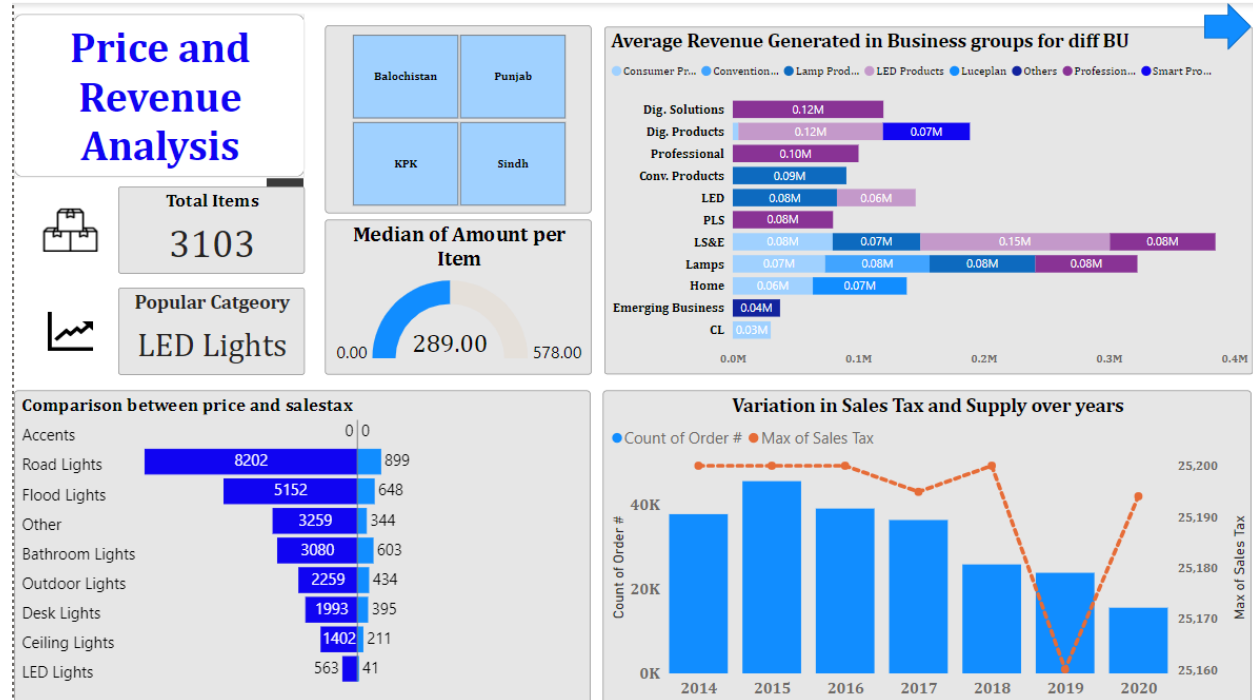 Price and
Revenue
Analysis
Total Items
3103
Popular Catgeory
LED Lights
Balochistan
Punjab
KPK
Sindh
Median of Amount per
Item
289.00
0.00
578.00
Average Revenue Generated in Business groups for diff BU
Consumer Pr... Convention... Lamp Prod... LED Products Luceplan Others Profession... Smart Pro...
Dig. Solutions 0.12M
Dig. Products 0.12M 0.07M
Professional 0.10M
Conv. Products 0.09M
LED 0.08M 0.06M
PLS 0.08M
LS&E 0.08M 0.07M 0.15M 0.08M
Lamps 0.07M 0.08M 0.08M 0.08M
Home 0.06M 0.07M
Emerging Business 0.04M
CL 0.03M
0.0M 0.1M 0.2M 0.3M 0.4M
Comparison between price and salestax
Accents 0 0
Road Lights 8202 899
Flood Lights 5152 648
Other 3259 344
Bathroom Lights 3080 603
Outdoor Lights 2259 434
Desk Lights 1993 395
Ceiling Lights 1402 211
LED Lights 563 41
Variation in Sales Tax and Supply over years
Count of Order # Max of Sales Tax
Count of Order #
40K
20K
0K
25,200
25,190
25,180
25,170
25,160
Max of Sales Tax
2014 2015 2016 2017 2018 2019 2020